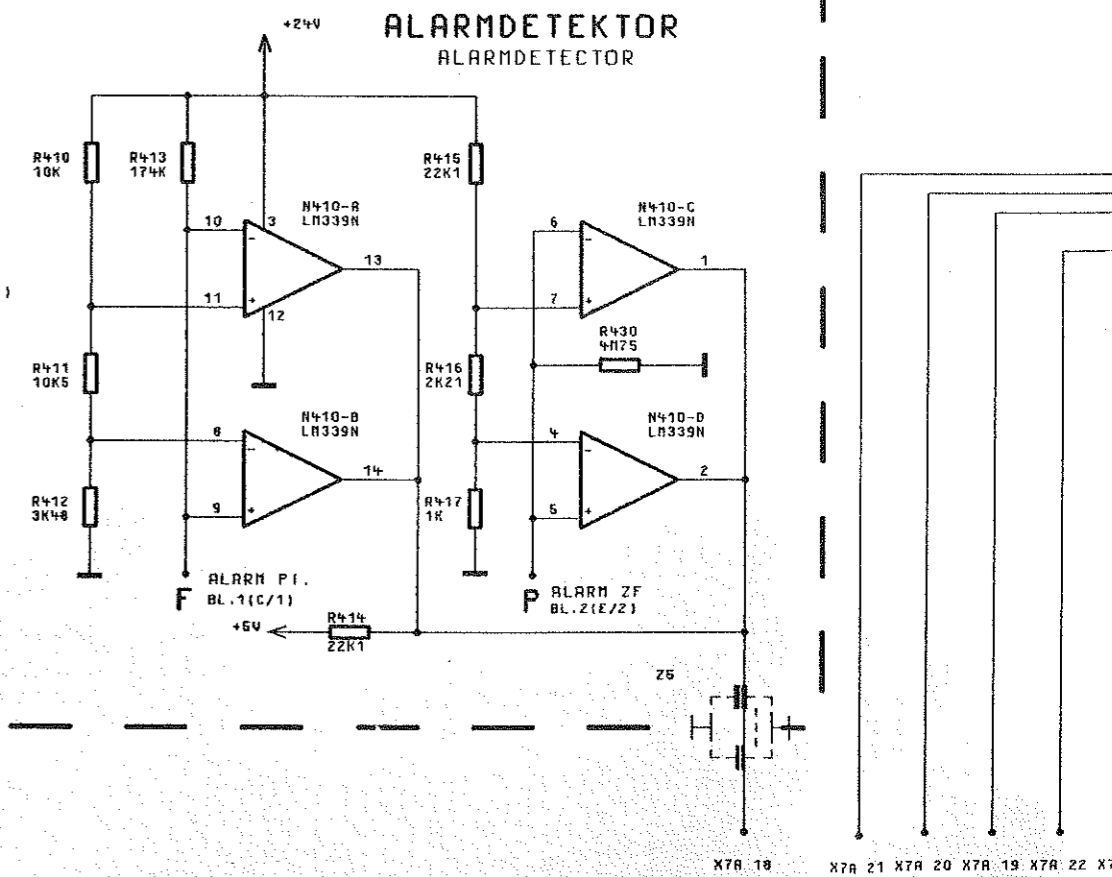 ALARMDETEKTOR
ALARMDETECTOR
+24V
R410
10K
R413
174K
R415
22K1
N410-A
LM339N
N410-C
LM339N
10
3
-
13
11
+
12
6
-
1
7
+
R411
10K5
R430
4M75
R416
2K21
N410-B
LM339N
N410-D
LM339N
8
-
14
9
+
4
-
2
5
+
R412
3K48
R417
1K
F
ALARM PI.
BL.1(C/1)
P
ALARM ZF
BL.2(E/2)
+5V
R414
22K1
Z6
X7A 18
X7A 21
X7A 20
X7A 19
X7A 22